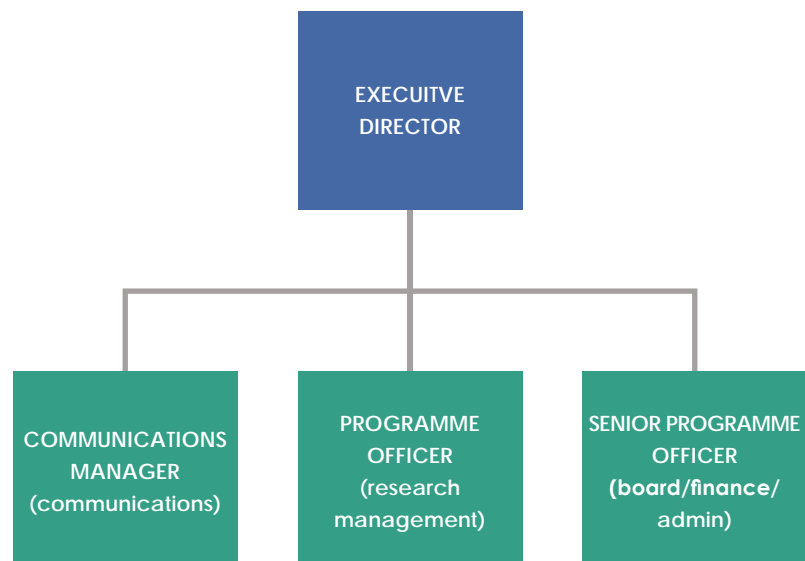 EXECUITVE
DIRECTOR
COMMUNICATIONS
MANAGER
(communications)
PROGRAMME
OFFICER
(research
management)
SENIOR PROGRAMME
OFFICER
(board/finance/
admin)